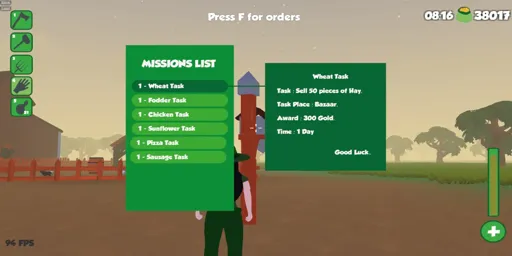 Press F for orders
08:16
38017
MISSIONS LIST
1 - Wheat Task
1 - Fodder Task
1 - Chicken Task
1 - Sunflower Task
1 - Pizza Task
1 - Sausage Task
Wheat Task
Task : Sell 50 pieces of Hay.
Task Place : Bazaar.
Award : 300 Gold.
Time : 1 Day
Good Luck.
94 FPS